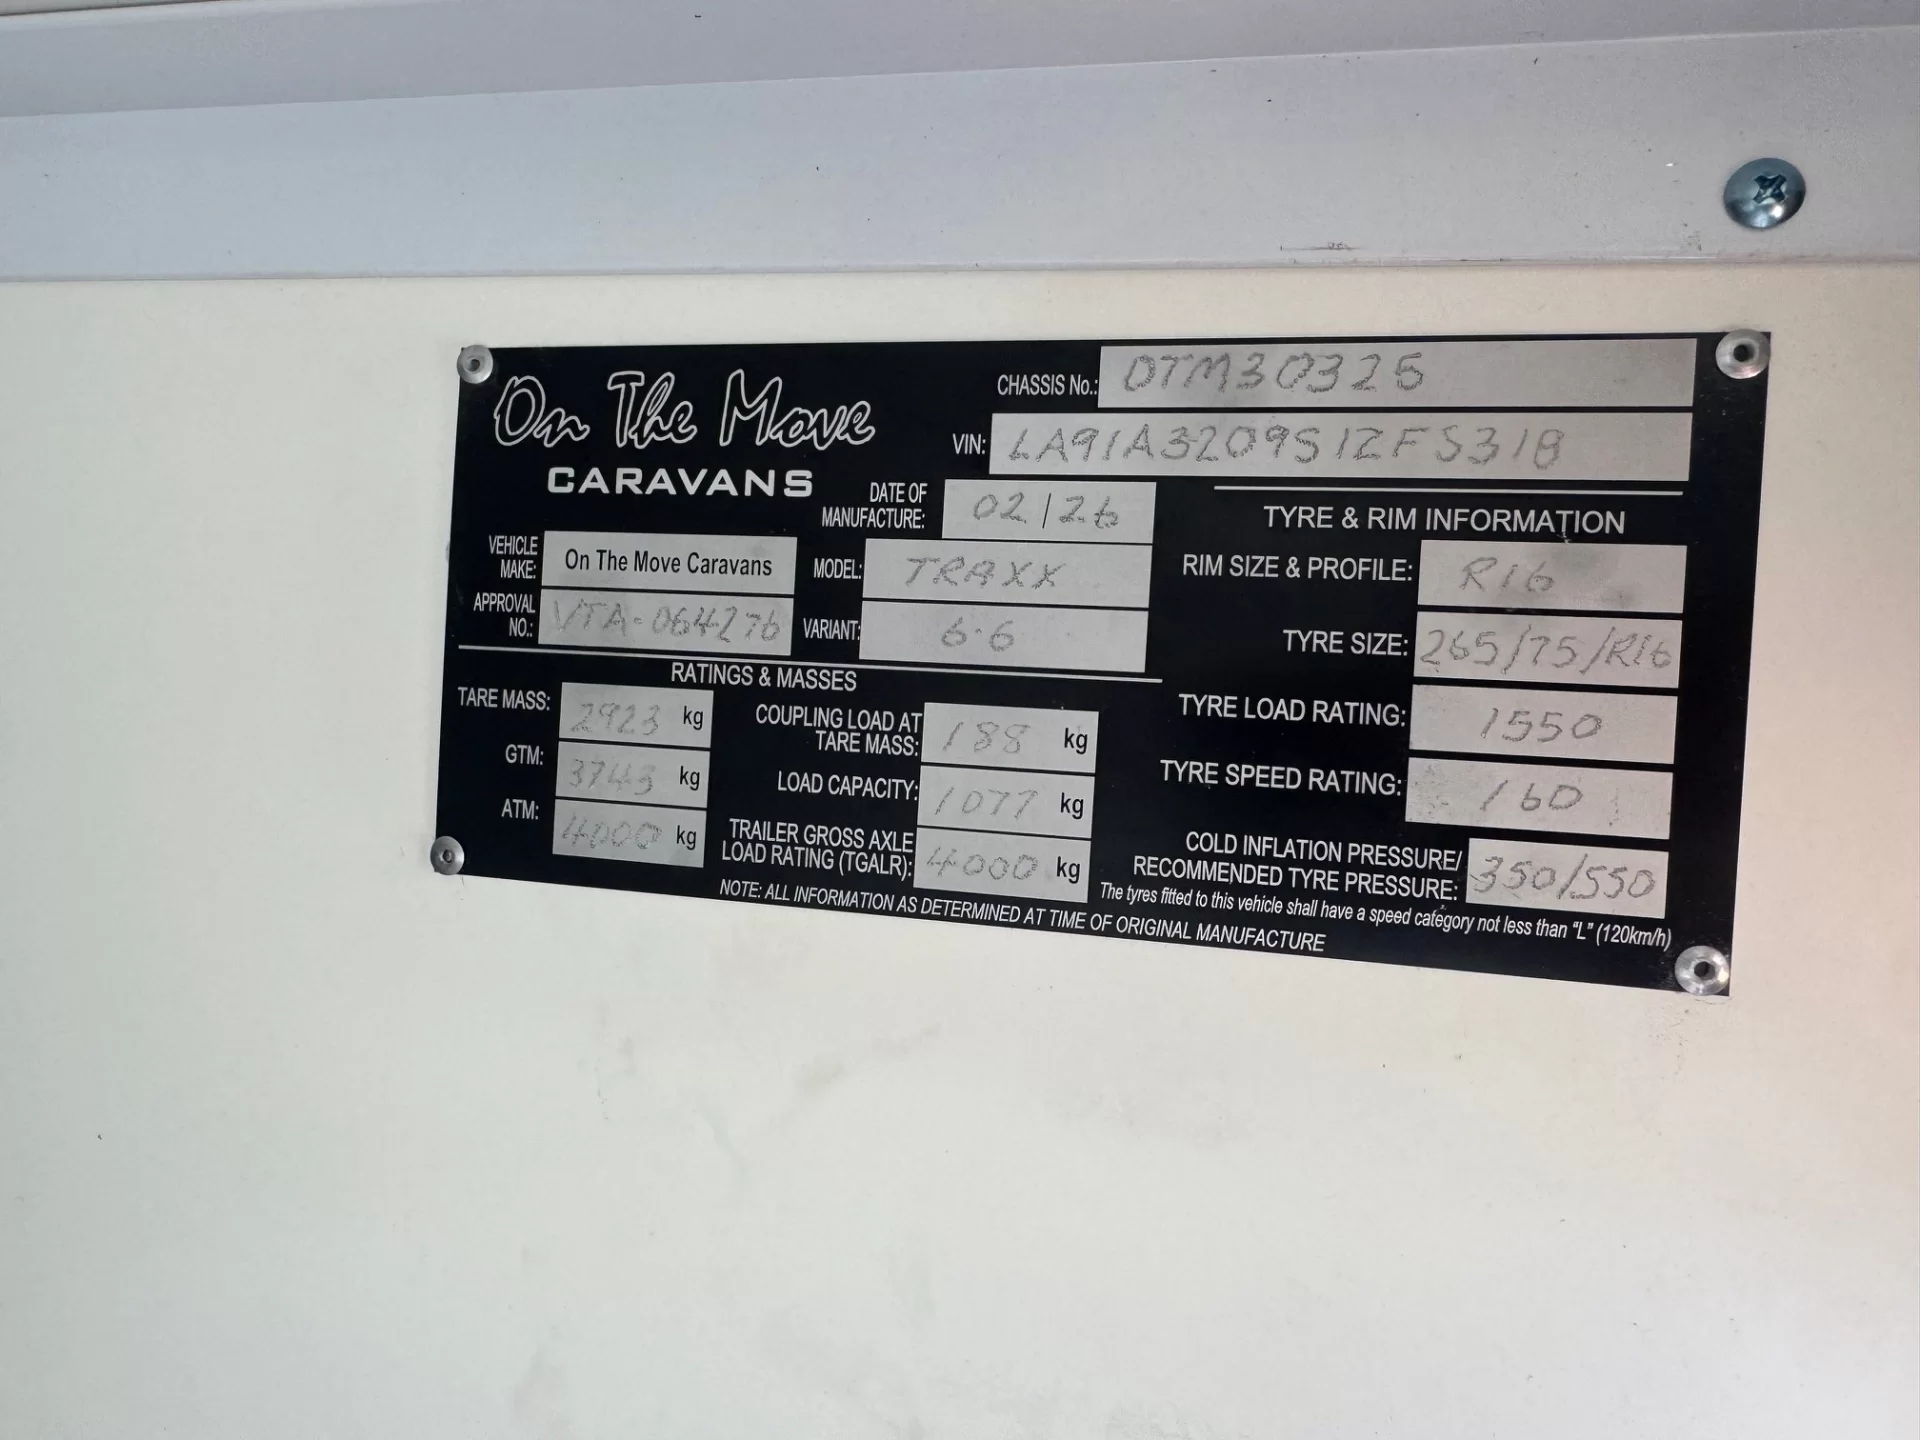 On The Move
CARAVANS
CHASSIS No.: OTM30325
VIN: LA91A3209S1ZFS318
DATE OF
MANUFACTURE: 02/26
VEHICLE
MAKE: On The Move Caravans
MODEL: TRAXX
APPROVAL
NO.: VTA-064276
VARIANT: 6.6
RATINGS & MASSES
TARE MASS: 2923 kg
GTM: 3743 kg
ATM: 4000 kg
COUPLING LOAD AT
TARE MASS: 188 kg
LOAD CAPACITY: 1077 kg
TRAILER GROSS AXLE
LOAD RATING (TGALR): 4000 kg
TYRE & RIM INFORMATION
RIM SIZE & PROFILE: R16
TYRE SIZE: 265/75/R16
TYRE LOAD RATING: 1550
TYRE SPEED RATING: 160
COLD INFLATION PRESSURE/
RECOMMENDED TYRE PRESSURE: 350/550
The tyres fitted to this vehicle shall have a speed category not less than "L" (120km/h)
NOTE: ALL INFORMATION AS DETERMINED AT TIME OF ORIGINAL MANUFACTURE